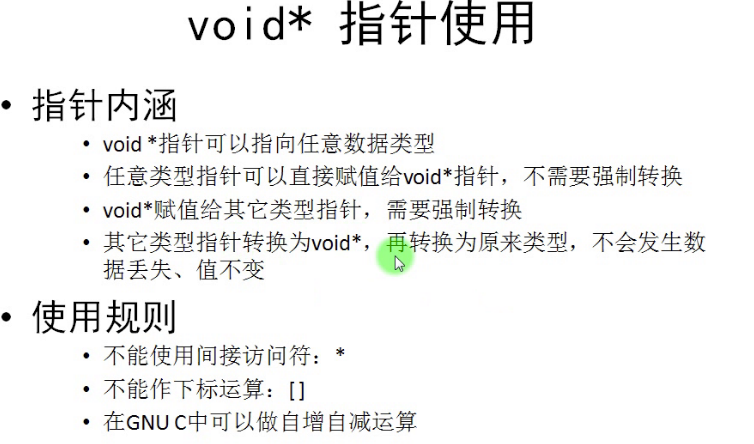 void* 指针使用
• 指针内涵
• void *指针可以指向任意数据类型
• 任意类型指针可以直接赋值给void*指针，不需要强制转换
• void*赋值给其它类型指针，需要强制转换
• 其它类型指针转换为void*，再转换为原来类型，不会发生数
据丢失、值不变
• 使用规则
• 不能使用间接访问符：*
• 不能作下标运算：[]
• 在GNU C中可以做自增自减运算